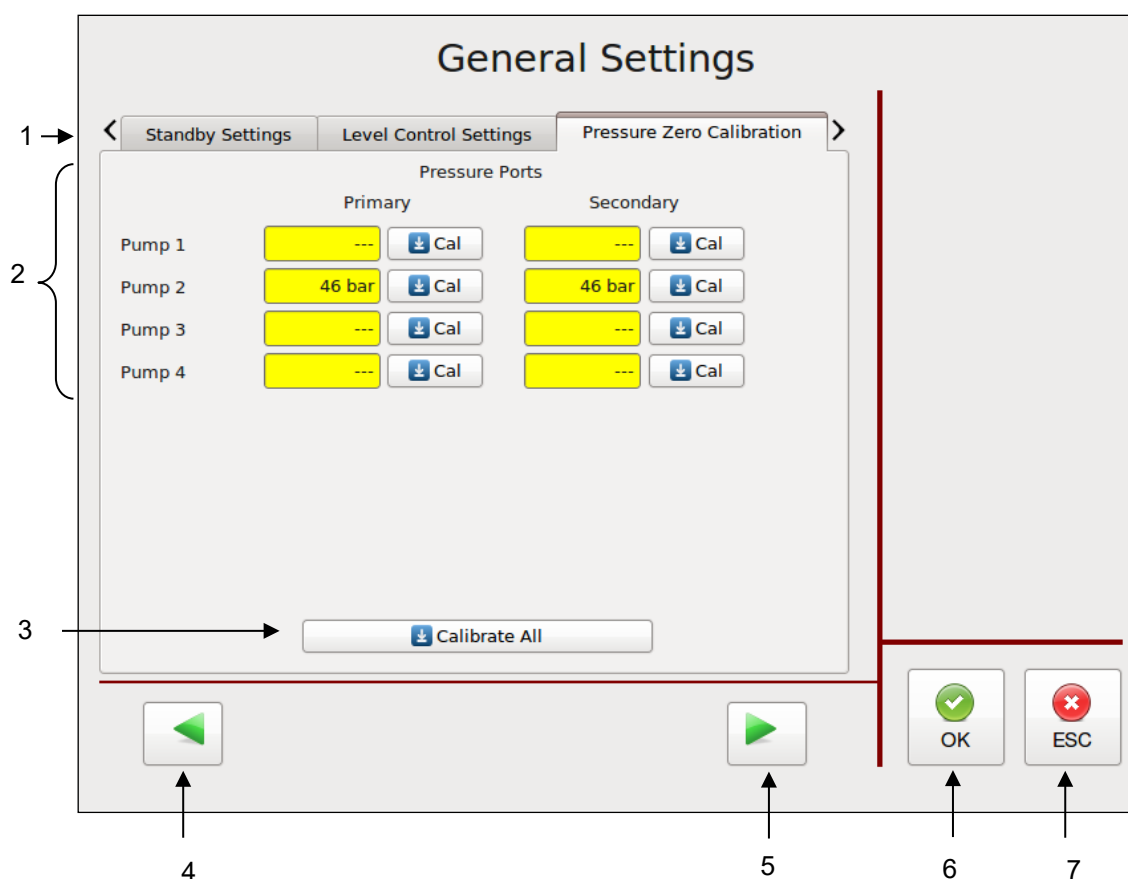 General Settings
1
Standby Settings Level Control Settings Pressure Zero Calibration
2
Pressure Ports
Primary Secondary
Pump 1 --- Cal --- Cal
Pump 2 46 bar Cal 46 bar Cal
Pump 3 --- Cal --- Cal
Pump 4 --- Cal --- Cal
3
Calibrate All
OK ESC
4 5 6 7